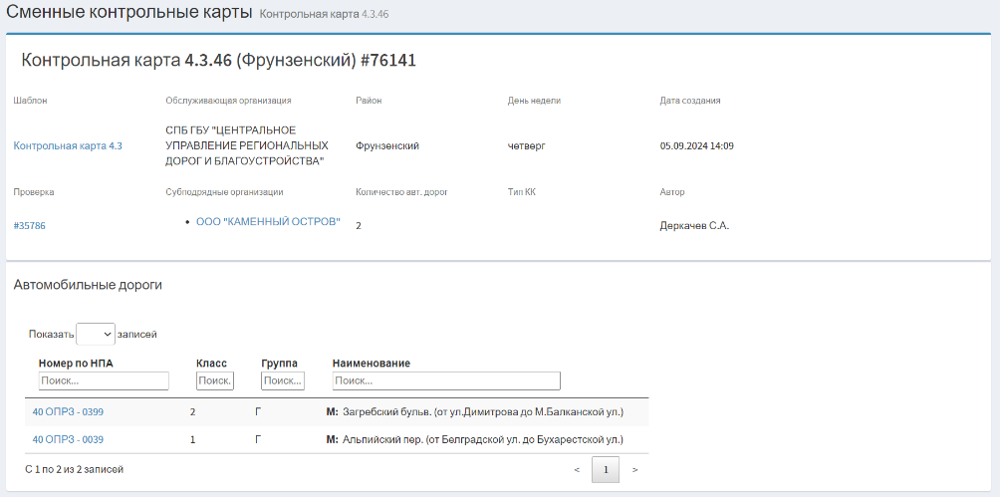 Сменные контрольные карты Контрольная карта 4.3.46
Контрольная карта 4.3.46 (Фрунзенский) #76141
Шаблон Обслуживающая организация Район День недели Дата создания
Контрольная карта 4.3 СПБ ГБУ "ЦЕНТРАЛЬНОЕ УПРАВЛЕНИЕ РЕГИОНАЛЬНЫХ ДОРОГ И БЛАГОУСТРОЙСТВА" Фрунзенский четверг 05.09.2024 14:09
Проверка Субподрядные организации Количество авт. дорог Тип КК Автор
#35786 • ООО "КАМЕННЫЙ ОСТРОВ" 2 Деркачев С.А.
Автомобильные дороги
Показать записей
Номер по НПА Класс Группа Наименование
Поиск... Поиск. Поиск... Поиск...
40 ОПРЗ - 0399 2 Г М: Загребский бульв. (от ул.Димитрова до М.Балканской ул.)
40 ОПРЗ - 0039 1 Г М: Альпийский пер. (от Белградской ул. до Бухарестской ул.)
С 1 по 2 из 2 записей < 1 >